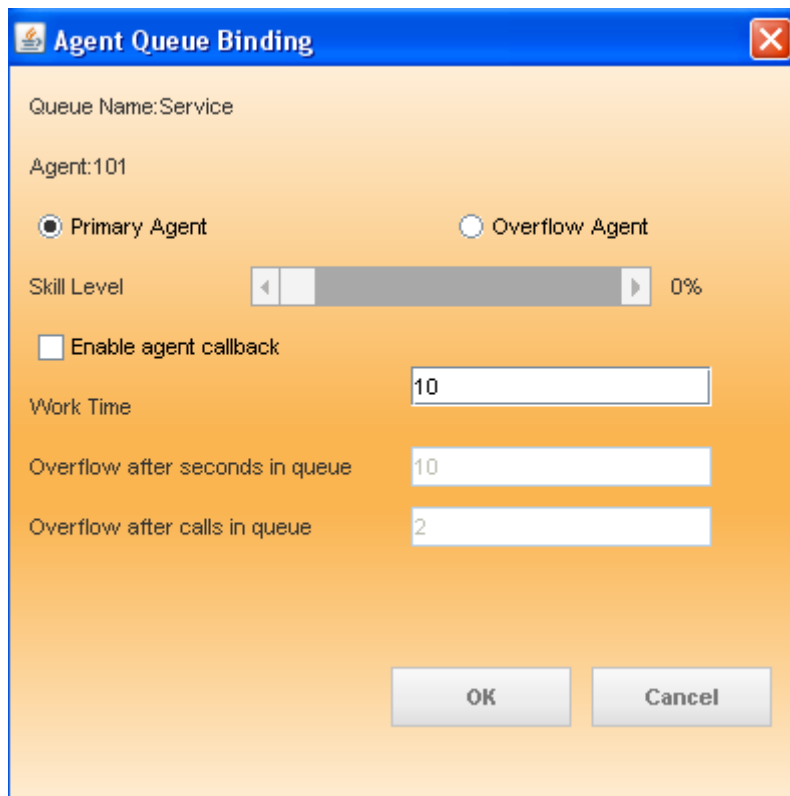 Agent Queue Binding
Queue Name:Service
Agent:101
Primary Agent Overflow Agent
Skill Level 0%
Enable agent callback
Work Time 10
Overflow after seconds in queue 10
Overflow after calls in queue 2
OK Cancel